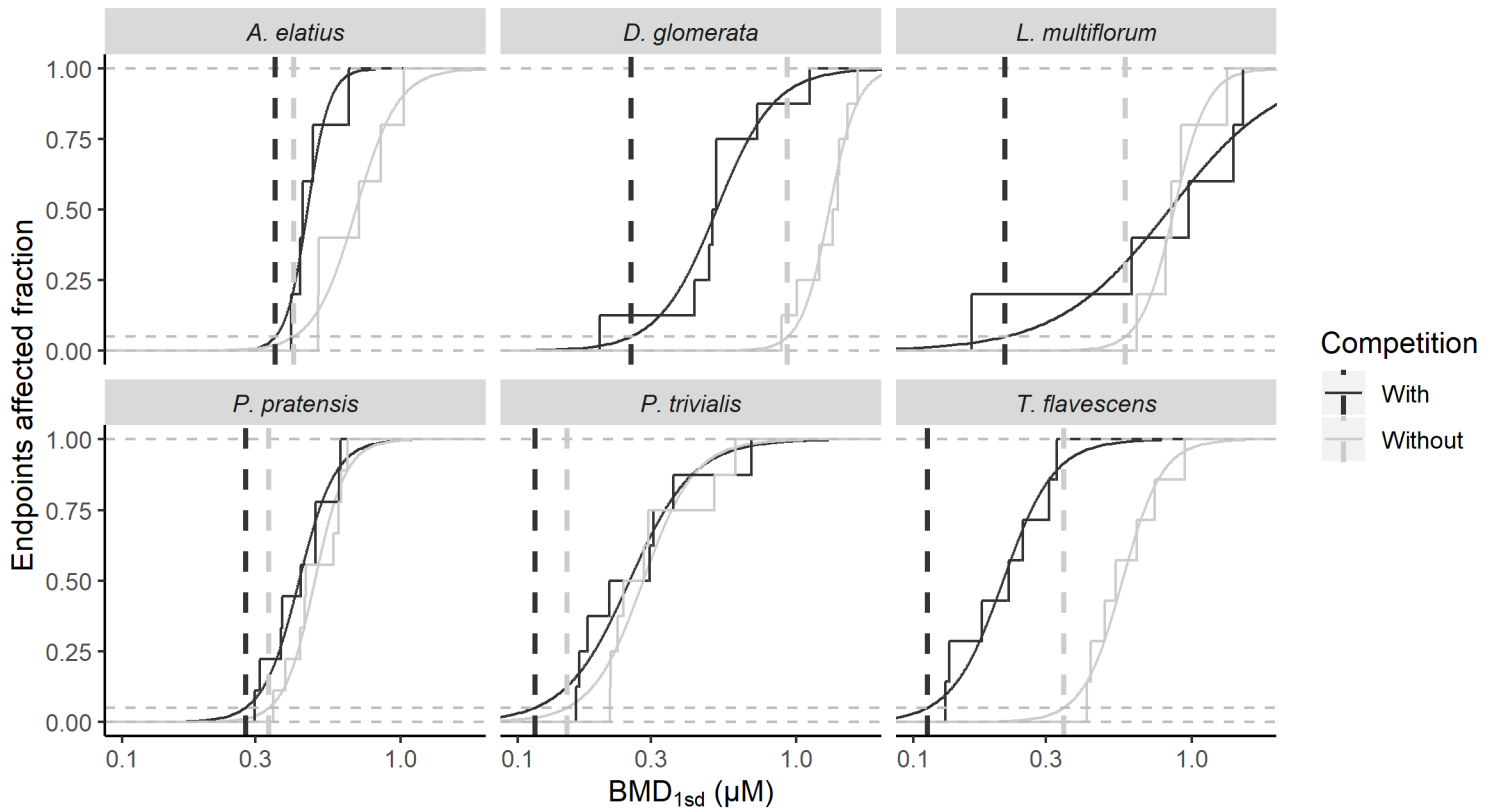 A. elatius D. glomerata L. multiflorum
1.00
0.75
0.50
0.25
0.00
P. pratensis P. trivialis T. flavescens
1.00
0.75
0.50
0.25
0.00
0.1 0.3 1.0 0.1 0.3 1.0 0.1 0.3 1.0
BMD1sd (µM)
Endpoints affected fraction
Competition
With
Without